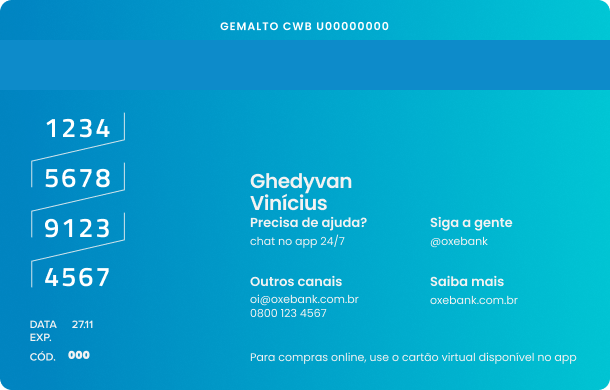 GEMALTO CWB U00000000
1234
5678
9123
4567
DATA EXP. 27.11
CÓD. 000
Ghedyvan
Vinícius
Precisa de ajuda?
chat no app 24/7
Siga a gente
@oxebank
Outros canais
oi@oxebank.com.br
0800 123 4567
Saiba mais
oxebank.com.br
Para compras online, use o cartão virtual disponível no app